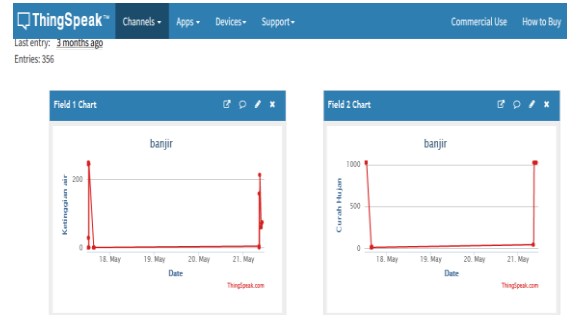 ThingSpeak™ Channels Apps Devices Support Commercial Use How to Buy
Last entry: 3 months ago
Entries: 356
Field 1 Chart
banjir
Ketinggian air
200
0
18. May 19. May 20. May 21. May
Date
ThingSpeak.com
Field 2 Chart
banjir
Curah Hujan
1000
500
0
18. May 19. May 20. May 21. May
Date
ThingSpeak.com